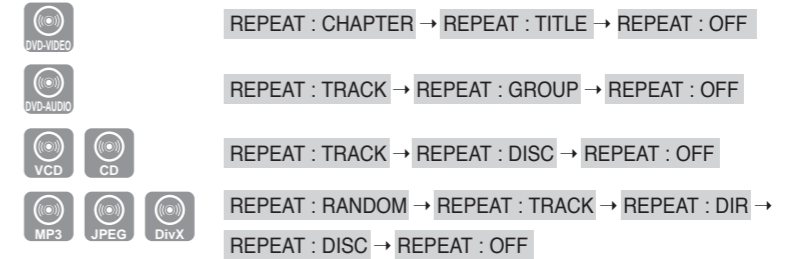 DVD-VIDEO REPEAT : CHAPTER → REPEAT : TITLE → REPEAT : OFF
DVD-AUDIO REPEAT : TRACK → REPEAT : GROUP → REPEAT : OFF
VCD CD REPEAT : TRACK → REPEAT : DISC → REPEAT : OFF
MP3 JPEG DivX REPEAT : RANDOM → REPEAT : TRACK → REPEAT : DIR →
REPEAT : DISC → REPEAT : OFF